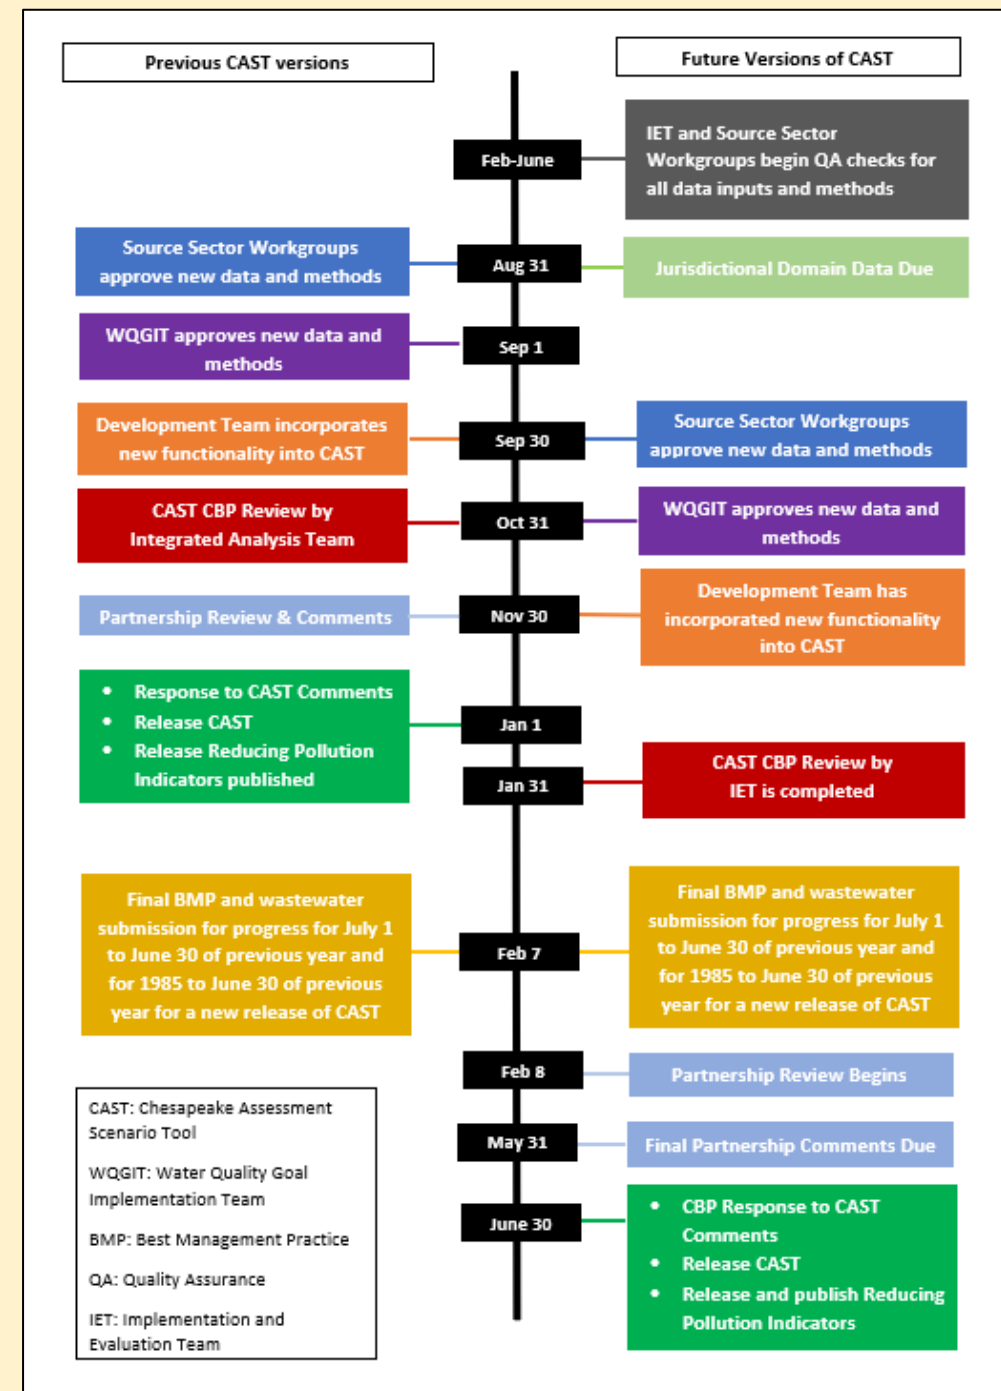 Previous CAST versions
Future Versions of CAST
Feb-June
IET and Source Sector
Workgroups begin QA checks for
all data inputs and methods
Source Sector Workgroups
approve new data and methods
Aug 31
Jurisdictional Domain Data Due
WQGIT approves new data and
methods
Sep 1
Development Team incorporates
new functionality into CAST
Sep 30
Source Sector Workgroups
approve new data and methods
CAST CBP Review by
Integrated Analysis Team
Oct 31
WQGIT approves new data and
methods
Partnership Review & Comments
Nov 30
Development Team has
incorporated new functionality
into CAST
• Response to CAST Comments
• Release CAST
• Release Reducing Pollution
Indicators published
Jan 1
Jan 31
CAST CBP Review by
IET is completed
Final BMP and wastewater
submission for progress for July 1
to June 30 of previous year and
for 1985 to June 30 of previous
year for a new release of CAST
Feb 7
Final BMP and wastewater
submission for progress for July 1
to June 30 of previous year and
for 1985 to June 30 of previous
year for a new release of CAST
Feb 8
Partnership Review Begins
May 31
Final Partnership Comments Due
June 30
• CBP Response to CAST
Comments
• Release CAST
• Release and publish Reducing
Pollution Indicators
CAST: Chesapeake Assessment
Scenario Tool
WQGIT: Water Quality Goal
Implementation Team
BMP: Best Management Practice
QA: Quality Assurance
IET: Implementation and
Evaluation Team